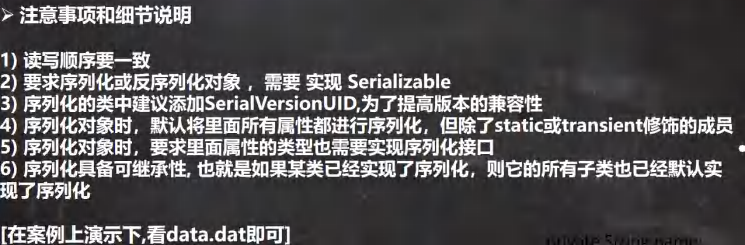 ➢ 注意事项和细节说明
1) 读写顺序要一致
2) 要求序列化或反序列化对象 ，需要 实现 Serializable
3) 序列化的类中建议添加SerialVersionUID,为了提高版本的兼容性
4) 序列化对象时，默认将里面所有属性都进行序列化，但除了static或transient修饰的成员
5) 序列化对象时，要求里面属性的类型也需要实现序列化接口
6) 序列化具备可继承性, 也就是如果某类已经实现了序列化，则它的所有子类也已经默认实
现了序列化
[在案例上演示下,看data.dat即可]
private String name;